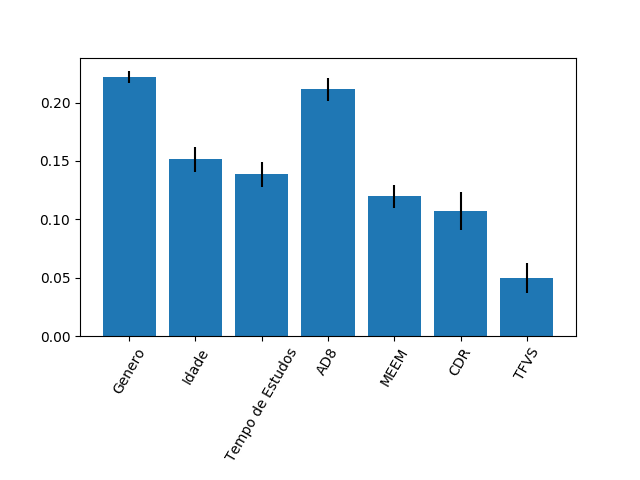 0.20
0.15
0.10
0.05
0.00
Genero
Idade
Tempo de Estudos
AD8
MEEM
CDR
TFVS